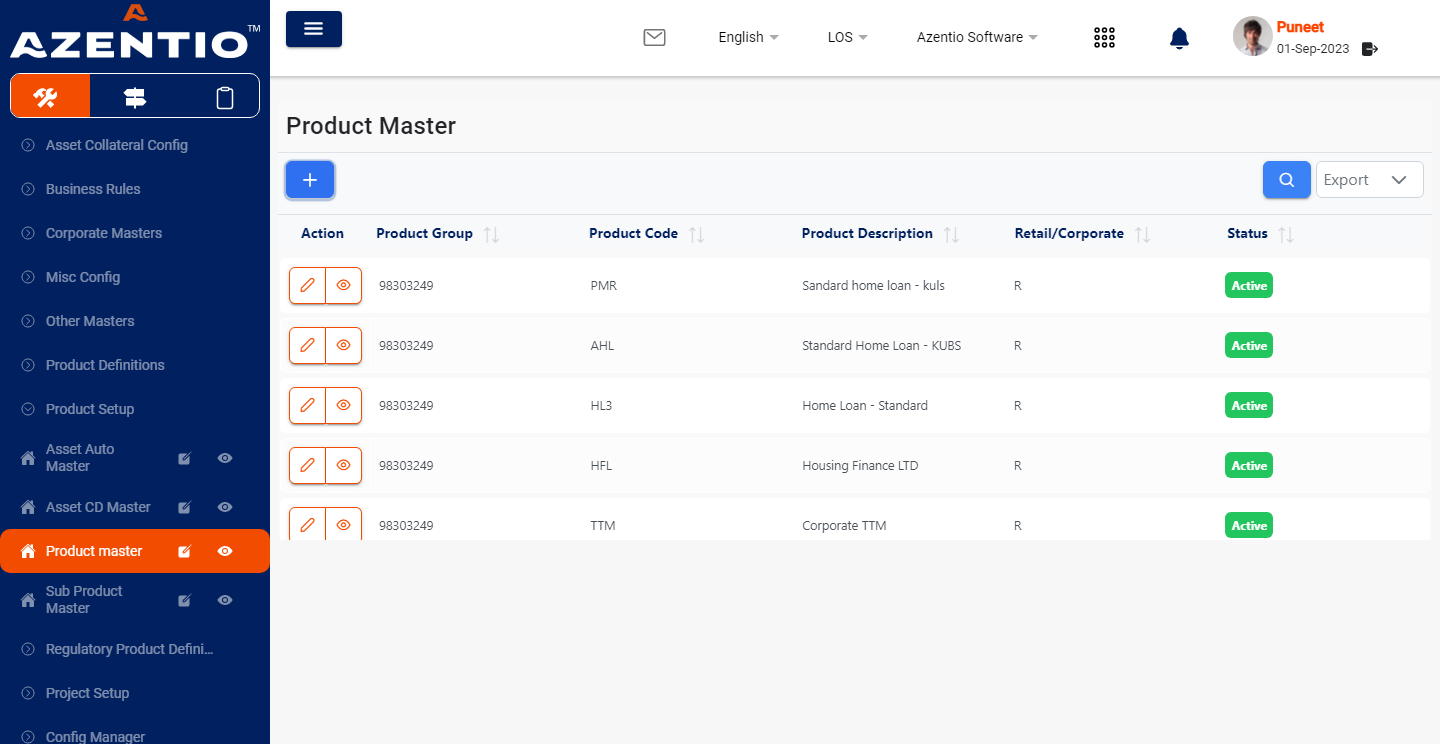 AZENTIO™
English
LOS
Azentio Software
Puneet
01-Sep-2023
Asset Collateral Config
Business Rules
Corporate Masters
Misc Config
Other Masters
Product Definitions
Product Setup
Asset Auto
Master
Asset CD Master
Product master
Sub Product
Master
Regulatory Product Defini...
Project Setup
Config Manager
Product Master
+
Export
Action Product Group Product Code Product Description Retail/Corporate Status
98303249 PMR Sandard home loan - kuls R Active
98303249 AHL Standard Home Loan - KUBS R Active
98303249 HL3 Home Loan - Standard R Active
98303249 HFL Housing Finance LTD R Active
98303249 TTM Corporate TTM R Active